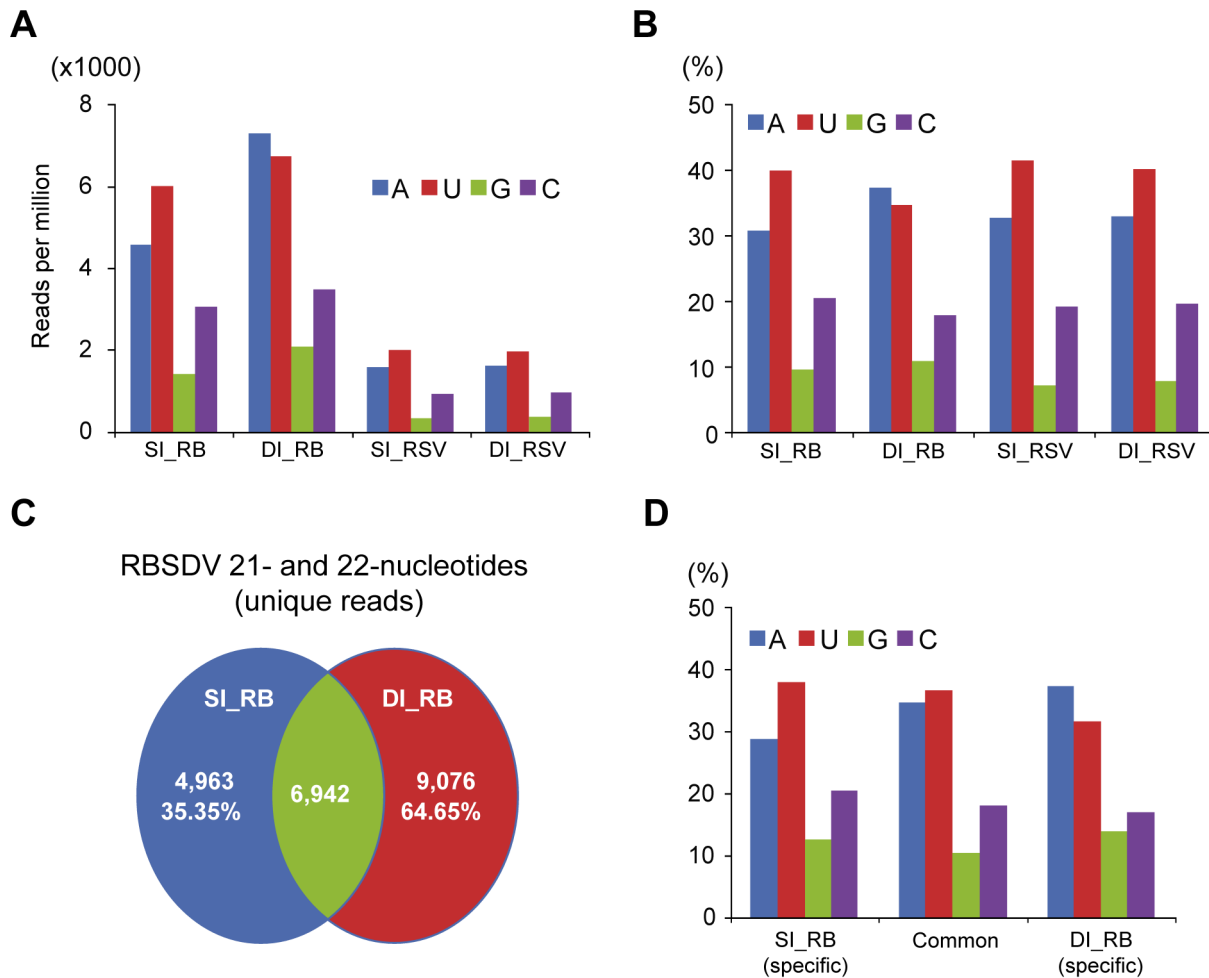 A
(x1000)
Reads per million
8
6
4
2
0
A U G C
SI_RB DI_RB SI_RSV DI_RSV
B
(%)
50
40
30
20
10
0
A U G C
SI_RB DI_RB SI_RSV DI_RSV
C
RBSDV 21- and 22-nucleotides
(unique reads)
SI_RB DI_RB
4,963 6,942 9,076
35.35% 64.65%
D
(%)
50
40
30
20
10
0
A U G C
SI_RB Common DI_RB
(specific) (specific)